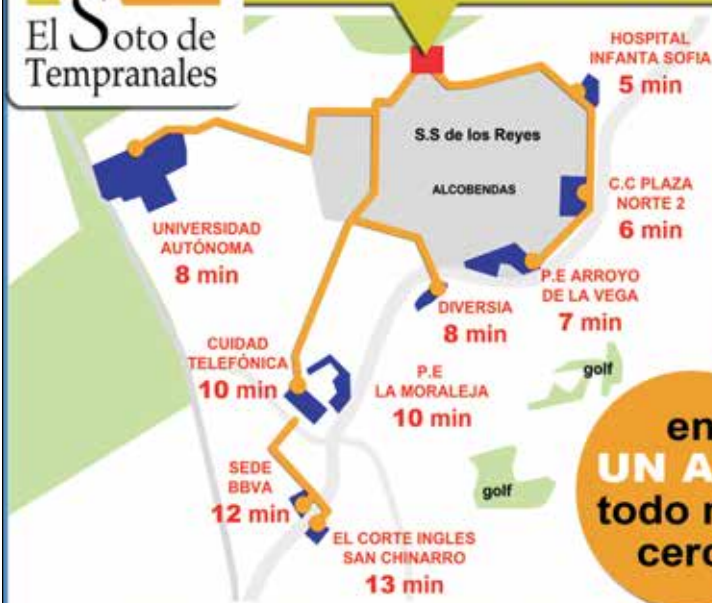 El Soto de
Tempranales
HOSPITAL
INFANTA SOFIA
5 min
S.S de los Reyes
ALCOBENDAS
C.C PLAZA
NORTE 2
6 min
UNIVERSIDAD
AUTÓNOMA
8 min
P.E ARROYO
DE LA VEGA
7 min
DIVERSIA
8 min
CUIDAD
TELEFÓNICA
10 min
P.E
LA MORALEJA
10 min
golf
golf
SEDE
BBVA
12 min
EL CORTE INGLES
SAN CHINARRO
13 min
en
UN A
todo
cer